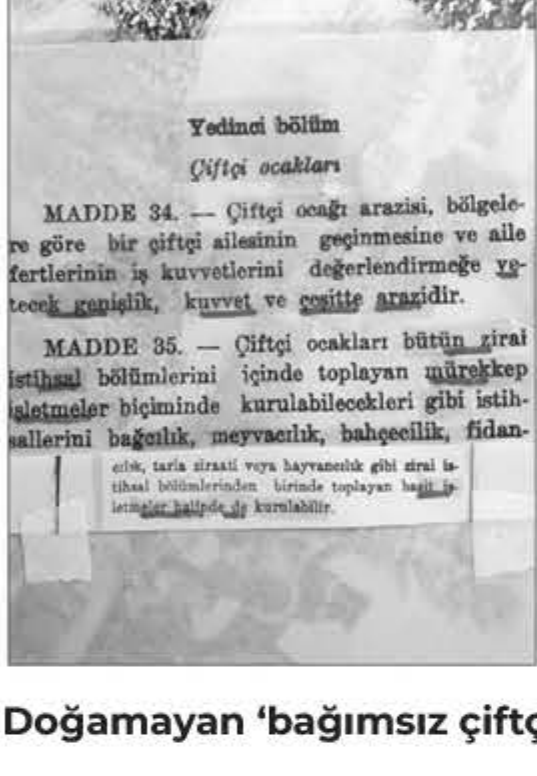 Yedinci bölüm
Çiftçi ocakları
MADDE 34. — Çiftçi ocağı arazisi, bölgele-
re göre bir çiftçi ailesinin geçinmesine ve aile
fertlerinin iş kuvvetlerini değerlendirmeğe ye-
tecek genişlik, kuvvet ve çeşitte arazidir.
MADDE 35. — Çiftçi ocakları bütün zirai
istihsal bölümlerini içinde toplayan mürekkep
işletmeler biçiminde kurulabilecekleri gibi istih-
sallerini bağcılık, meyvacılık, bahçecilik, fidan-
cılık, tarla ziraati veya hayvancılık gibi zirai is-
tihsal bölümlerinden birinde toplayan basit iş-
letmeler halinde de kurulabilir.
Doğamayan ‘bağımsız çiftç